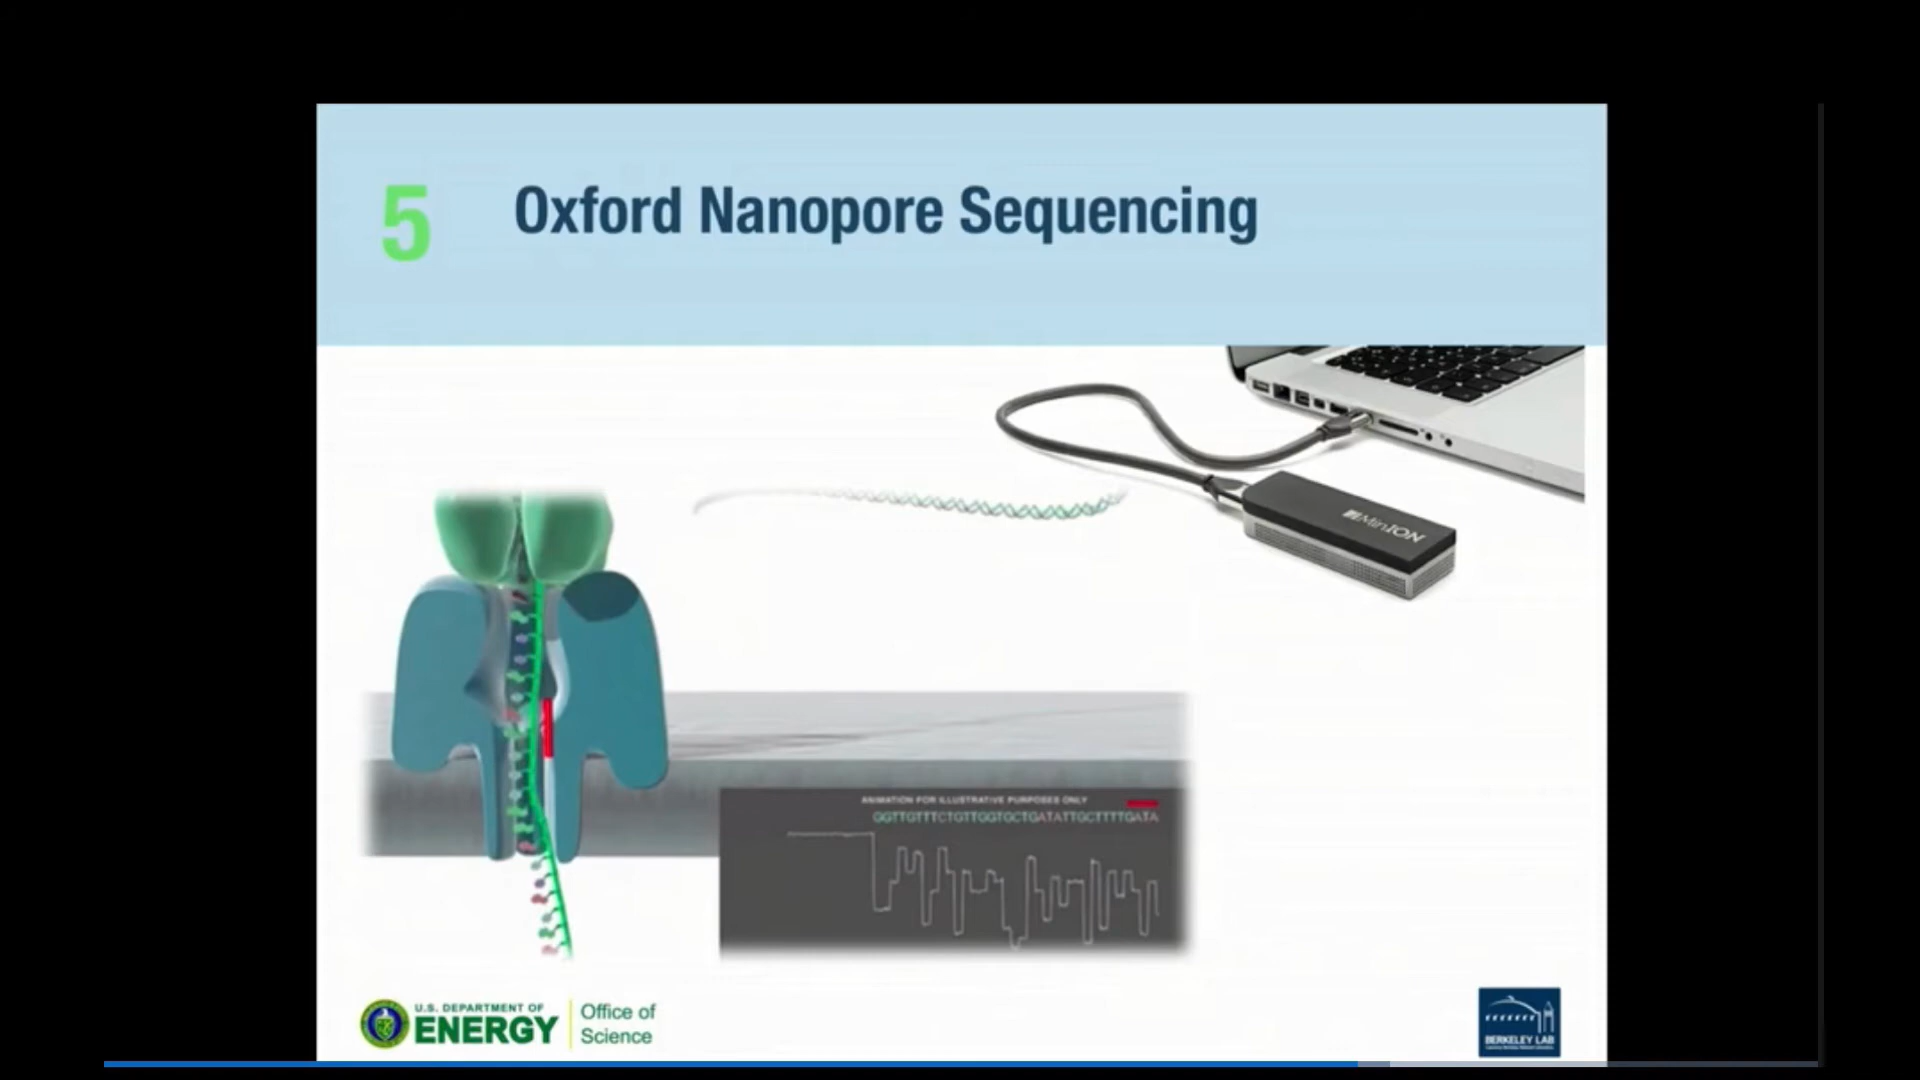 5 Oxford Nanopore Sequencing
MinION
ANIMATION FOR ILLUSTRATIVE PURPOSES ONLY
GGTTGTTTCTGTTGGTGCTGATATTGCTTTTGATA
U.S. DEPARTMENT OF
ENERGY
Office of
Science
BERKELEY LAB